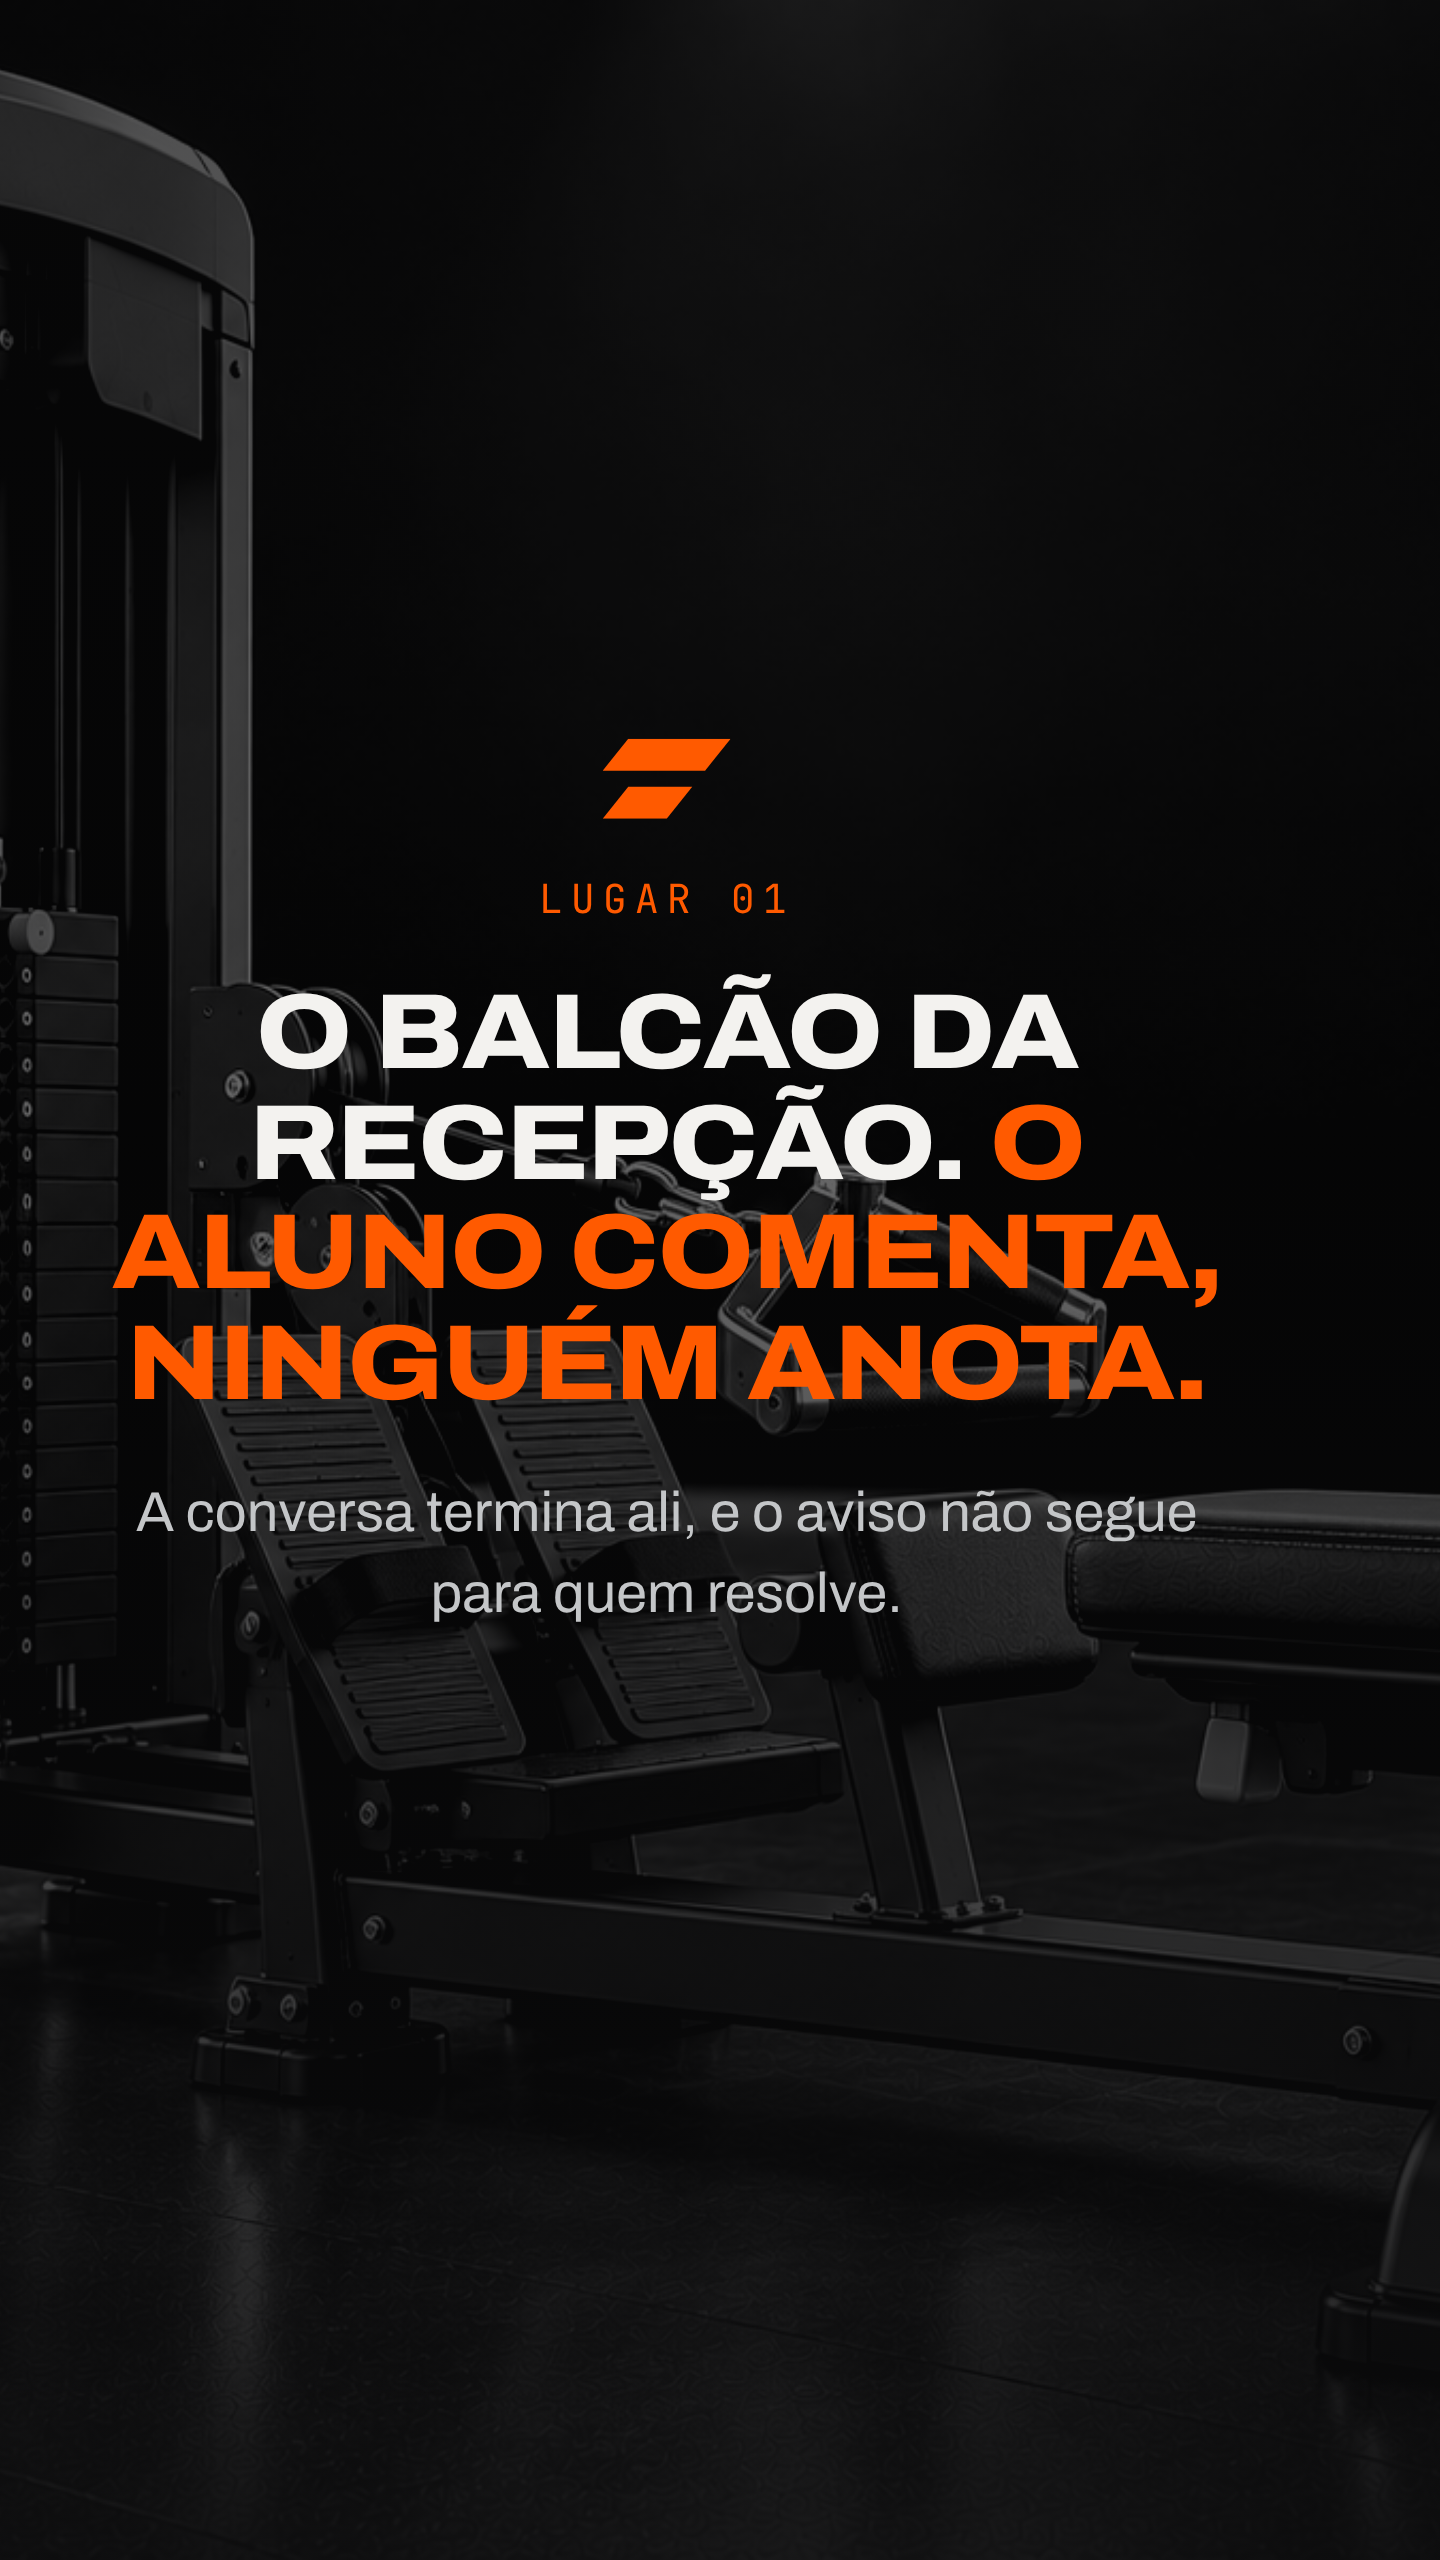 LUGAR 01
O BALCÃO DA
RECEPÇÃO. O
ALUNO COMENTA,
NINGUÉM ANOTA.
A conversa termina ali, e o aviso não segue
para quem resolve.